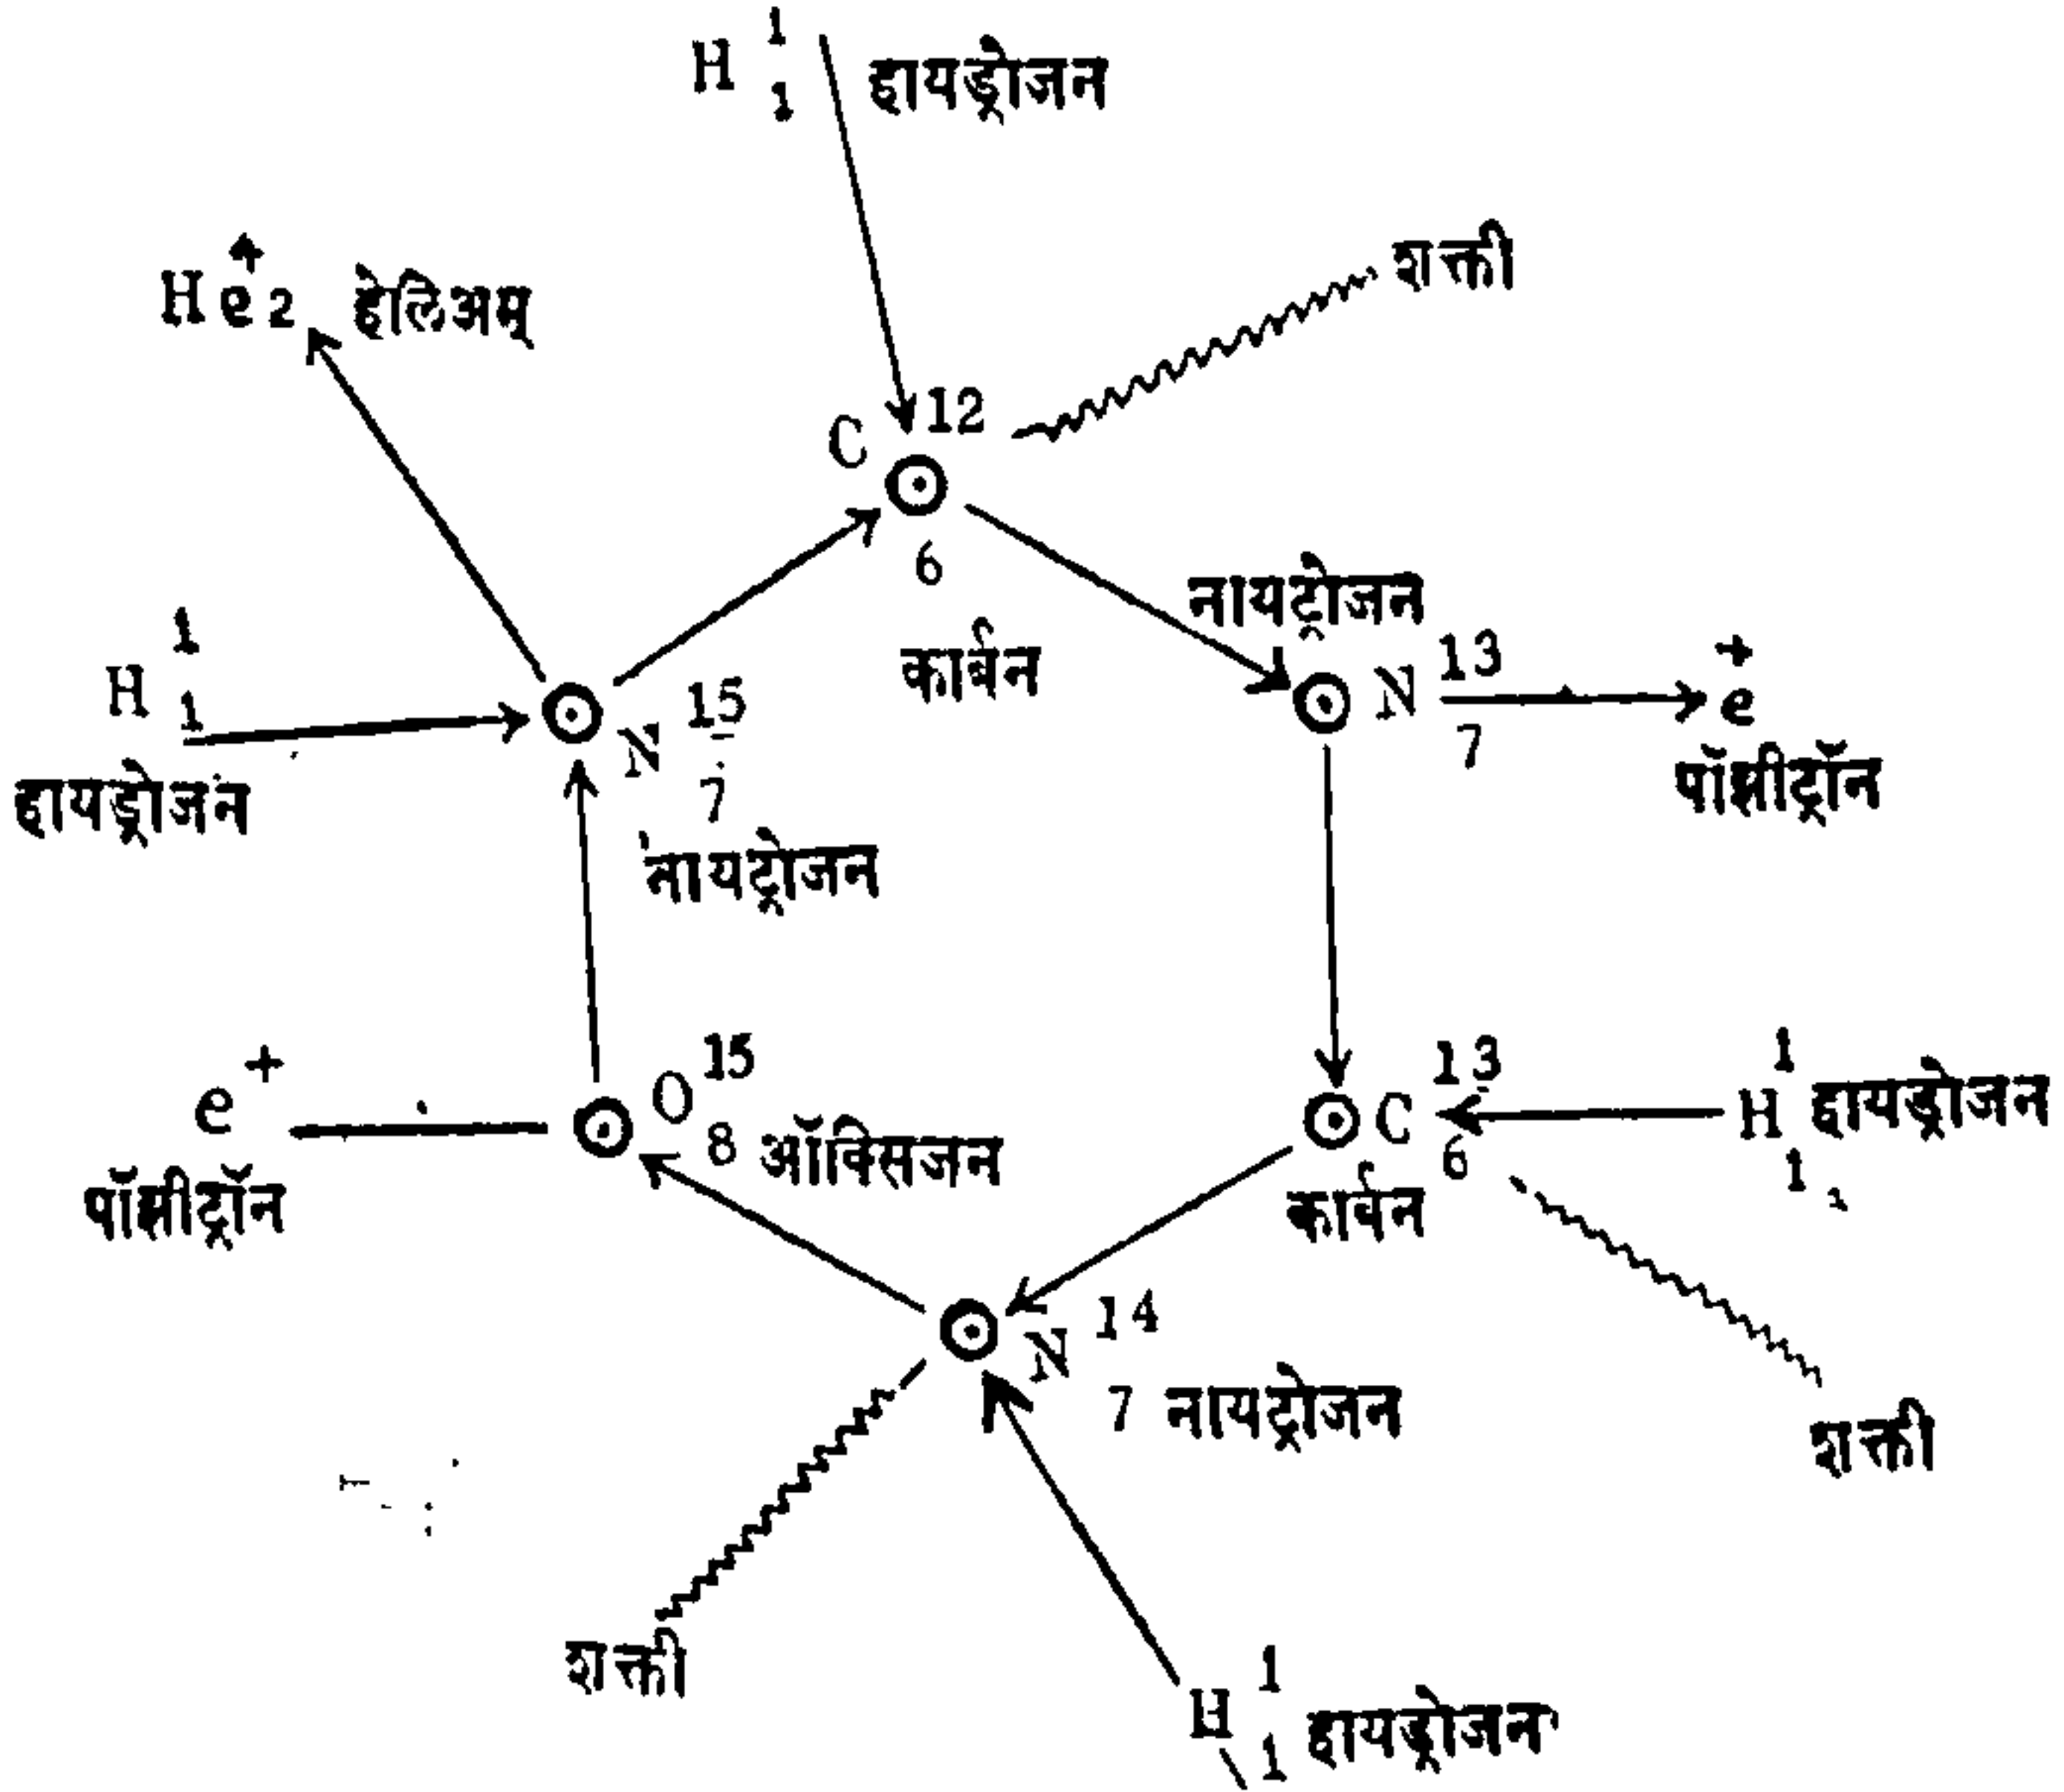 H 1 1 हायड्रोजन
He 4 2 हेलिअम्
शक्ती
C 12 6
कार्बन
नायट्रोजन
N 13 7
e +
पॉझीट्रॉन
H 1 1
हायड्रोजन
N 15 7
नायट्रोजन
e +
पॉझीट्रॉन
O 15 8 ऑक्सिजन
C 13 6
कार्बन
H 1 1 हायड्रोजन
शक्ती
N 14 7 नायट्रोजन
शक्ती
H 1 1 हायड्रोजन